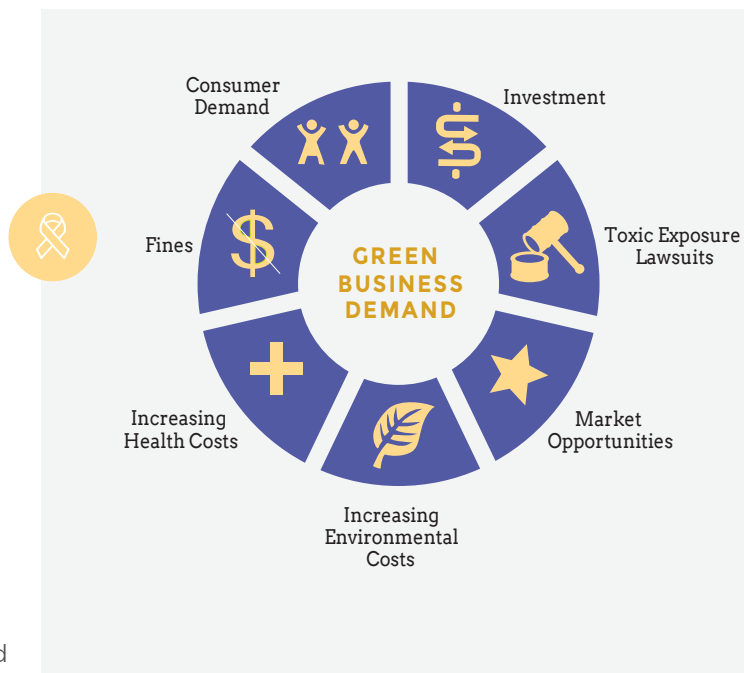 Consumer
Demand
Investment
Toxic Exposure
Lawsuits
Market
Opportunities
Increasing
Environmental
Costs
Increasing
Health Costs
Fines
$
GREEN
BUSINESS
DEMAND
d